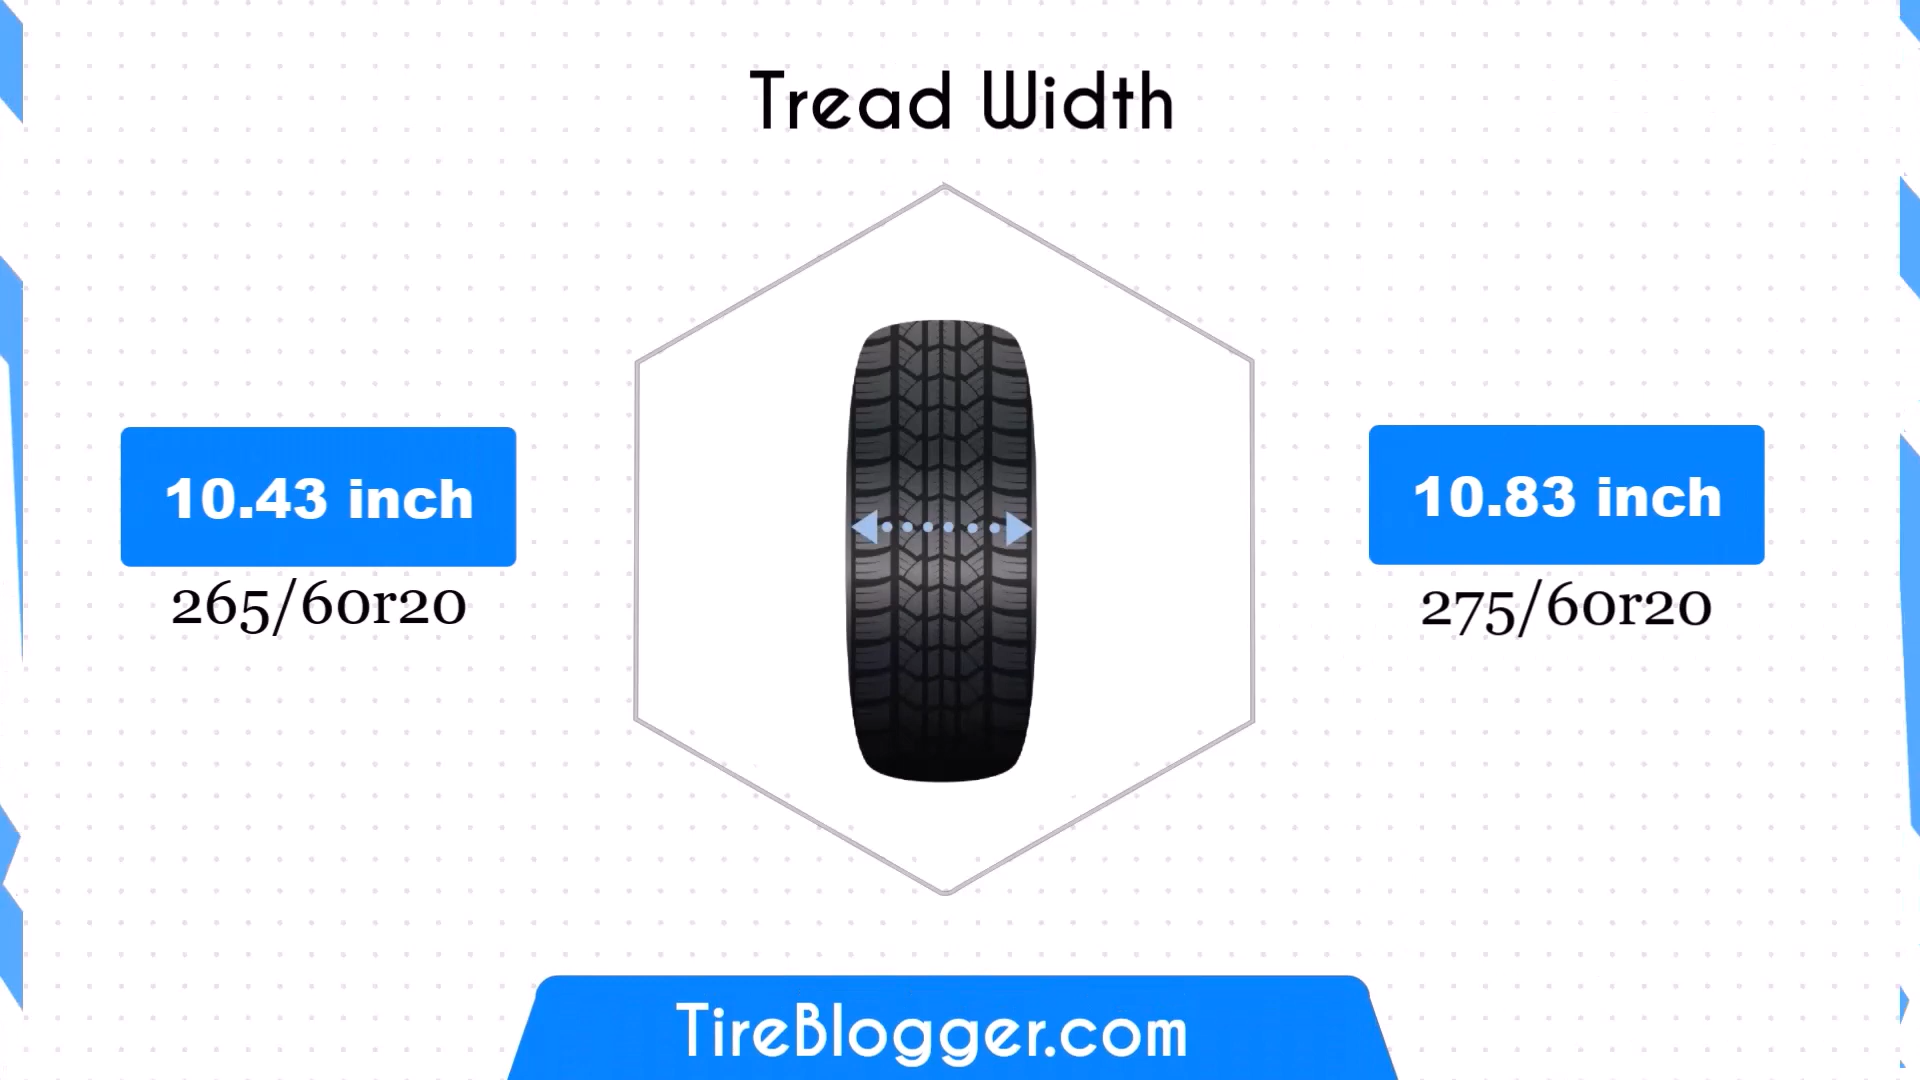 Tread Width
10.43 inch
265/60r20
10.83 inch
275/60r20
TireBlogger.com